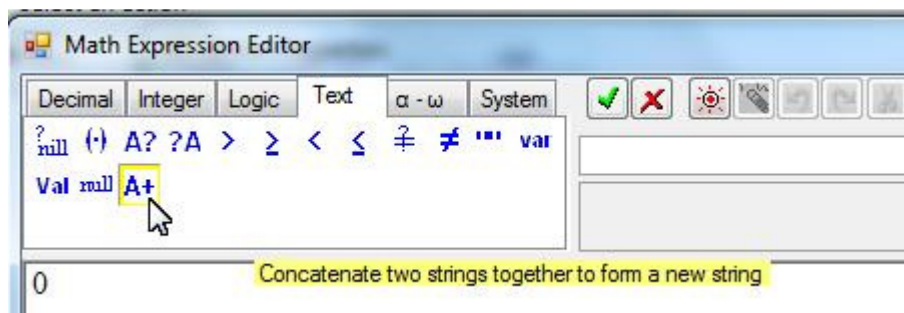 Math Expression Editor
Decimal Integer Logic Text α - ω System
?nill (·) A? ?A > ≥ < ≤ ≟ ≠ "" var
Val null A+
Concatenate two strings together to form a new string
0